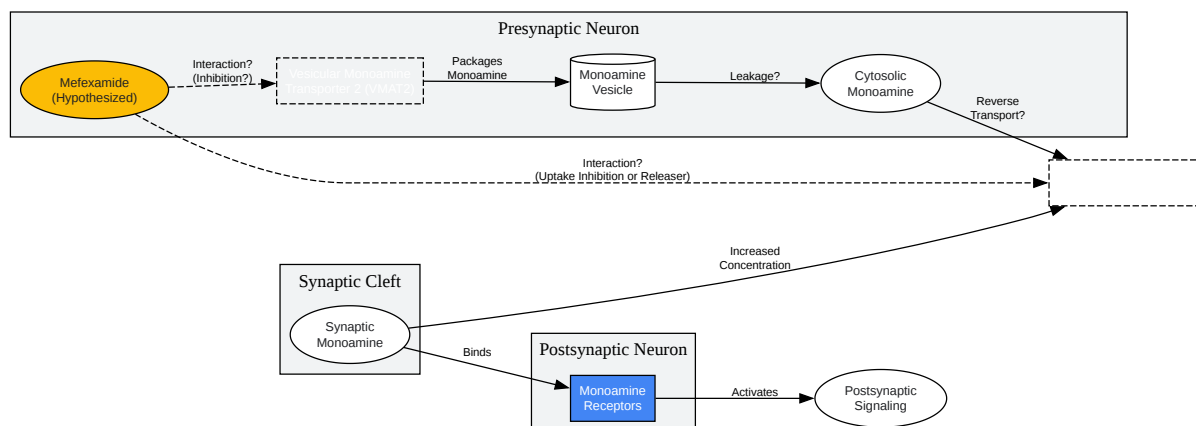 Presynaptic Neuron
Mefexamide
(Hypothesized)
Interaction?
(Inhibition?)
Vesicular Monoamine
Transporter 2 (VMAT2)
Packages
Monoamine
Monoamine
Vesicle
Leakage?
Cytosolic
Monoamine
Reverse
Transport?
Interaction?
(Uptake Inhibition or Releaser)
Increased
Concentration
Synaptic Cleft
Synaptic
Monoamine
Binds
Postsynaptic Neuron
Monoamine
Receptors
Activates
Postsynaptic
Signaling